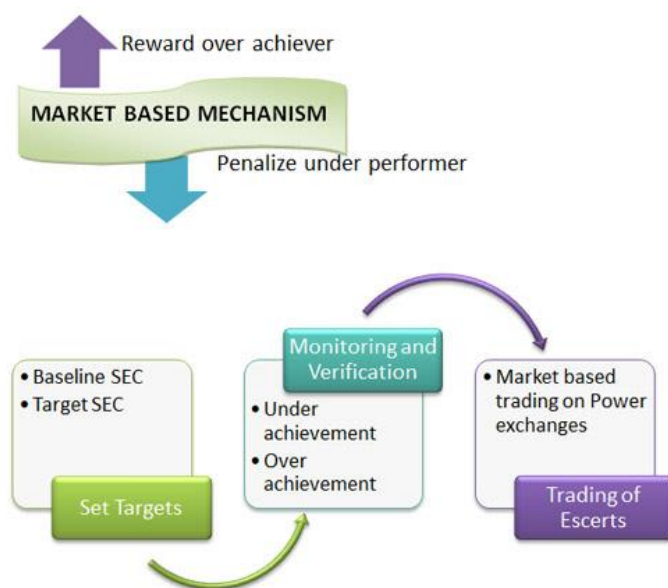 Reward over achiever
MARKET BASED MECHANISM
Penalize under performer
• Baseline SEC
• Target SEC
Set Targets
Monitoring and
Verification
• Under
achievement
• Over
achievement
• Market based
trading on Power
exchanges
Trading of
Escerts